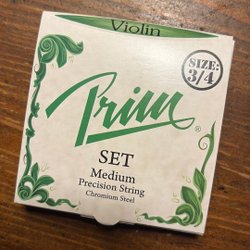 Violin
SIZE:
3/4
Prim®
SET
Medium
Precision String
Chromium Steel